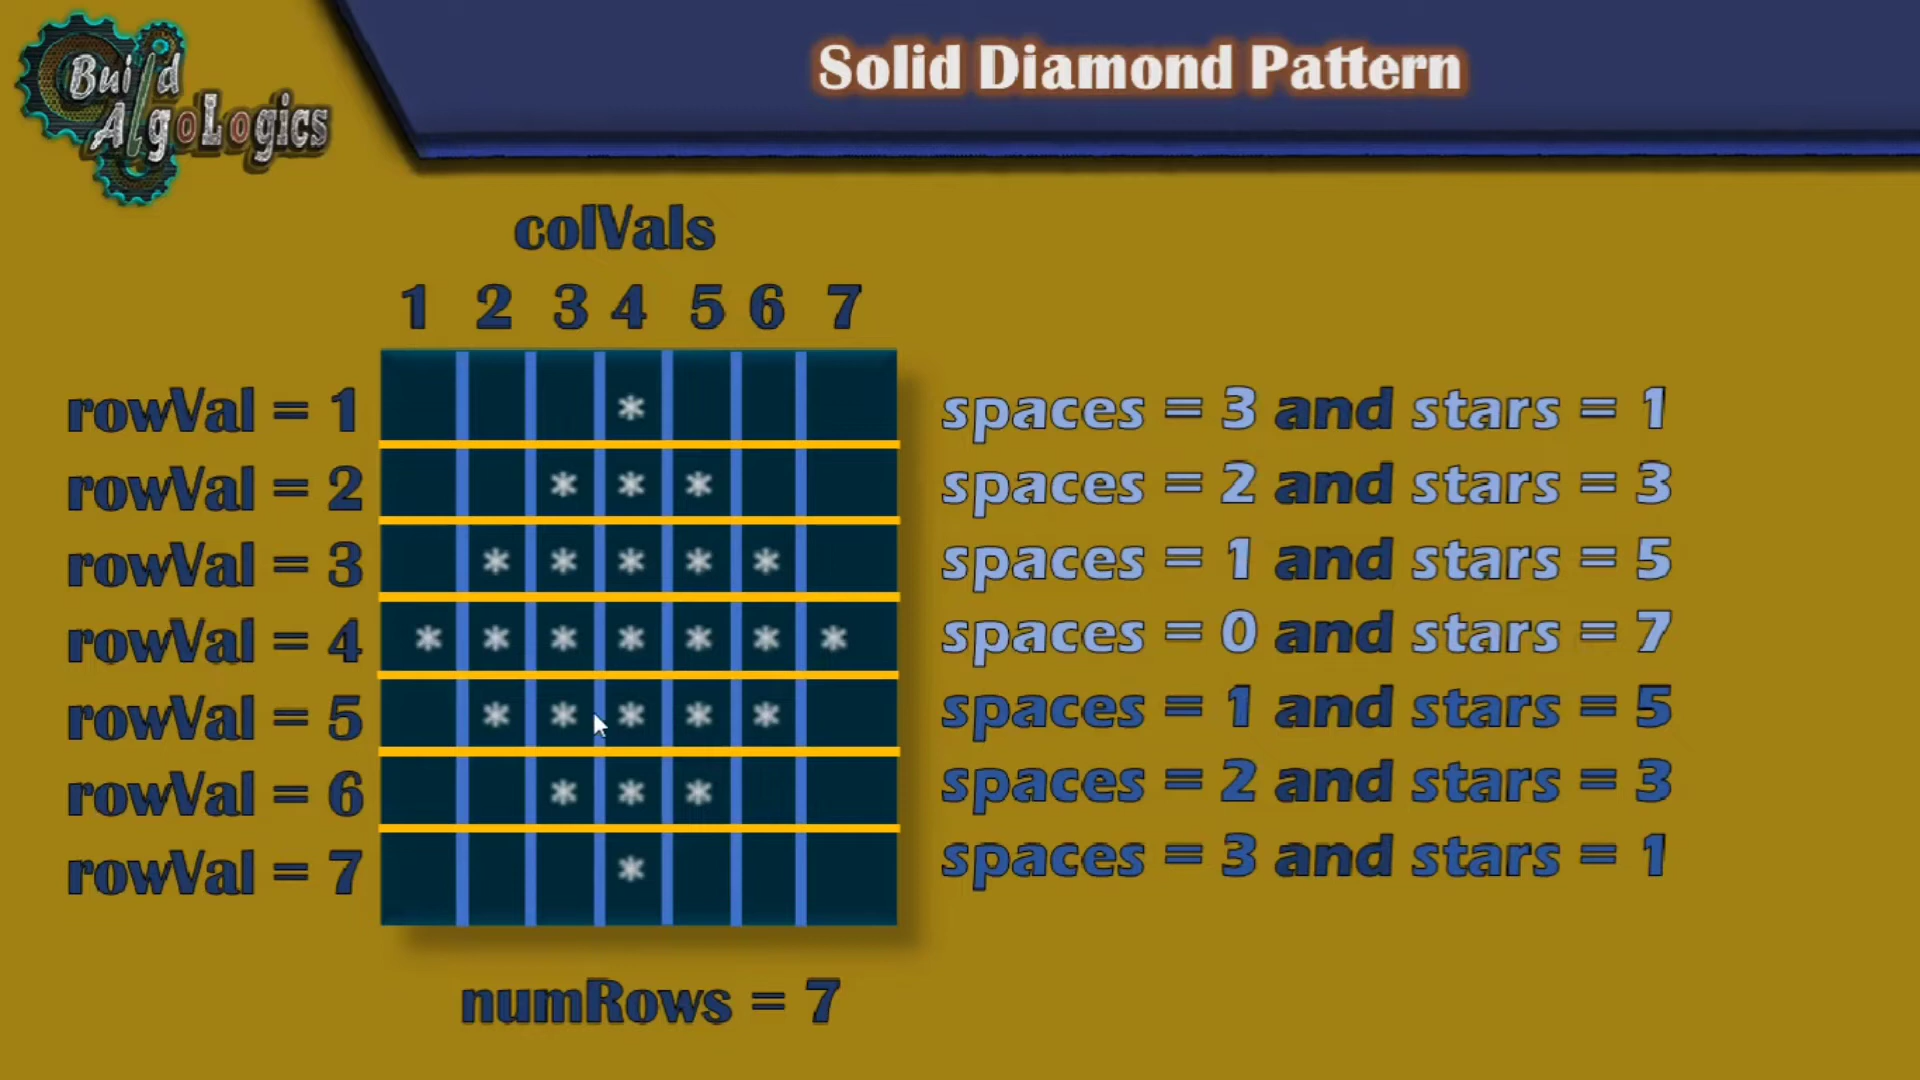 Build
AlgoLogics
Solid Diamond Pattern
colVals
1 2 3 4 5 6 7
rowVal = 1 * spaces = 3 and stars = 1
rowVal = 2 * * * spaces = 2 and stars = 3
rowVal = 3 * * * * * spaces = 1 and stars = 5
rowVal = 4 * * * * * * * spaces = 0 and stars = 7
rowVal = 5 * * * * * spaces = 1 and stars = 5
rowVal = 6 * * * spaces = 2 and stars = 3
rowVal = 7 * spaces = 3 and stars = 1
numRows = 7